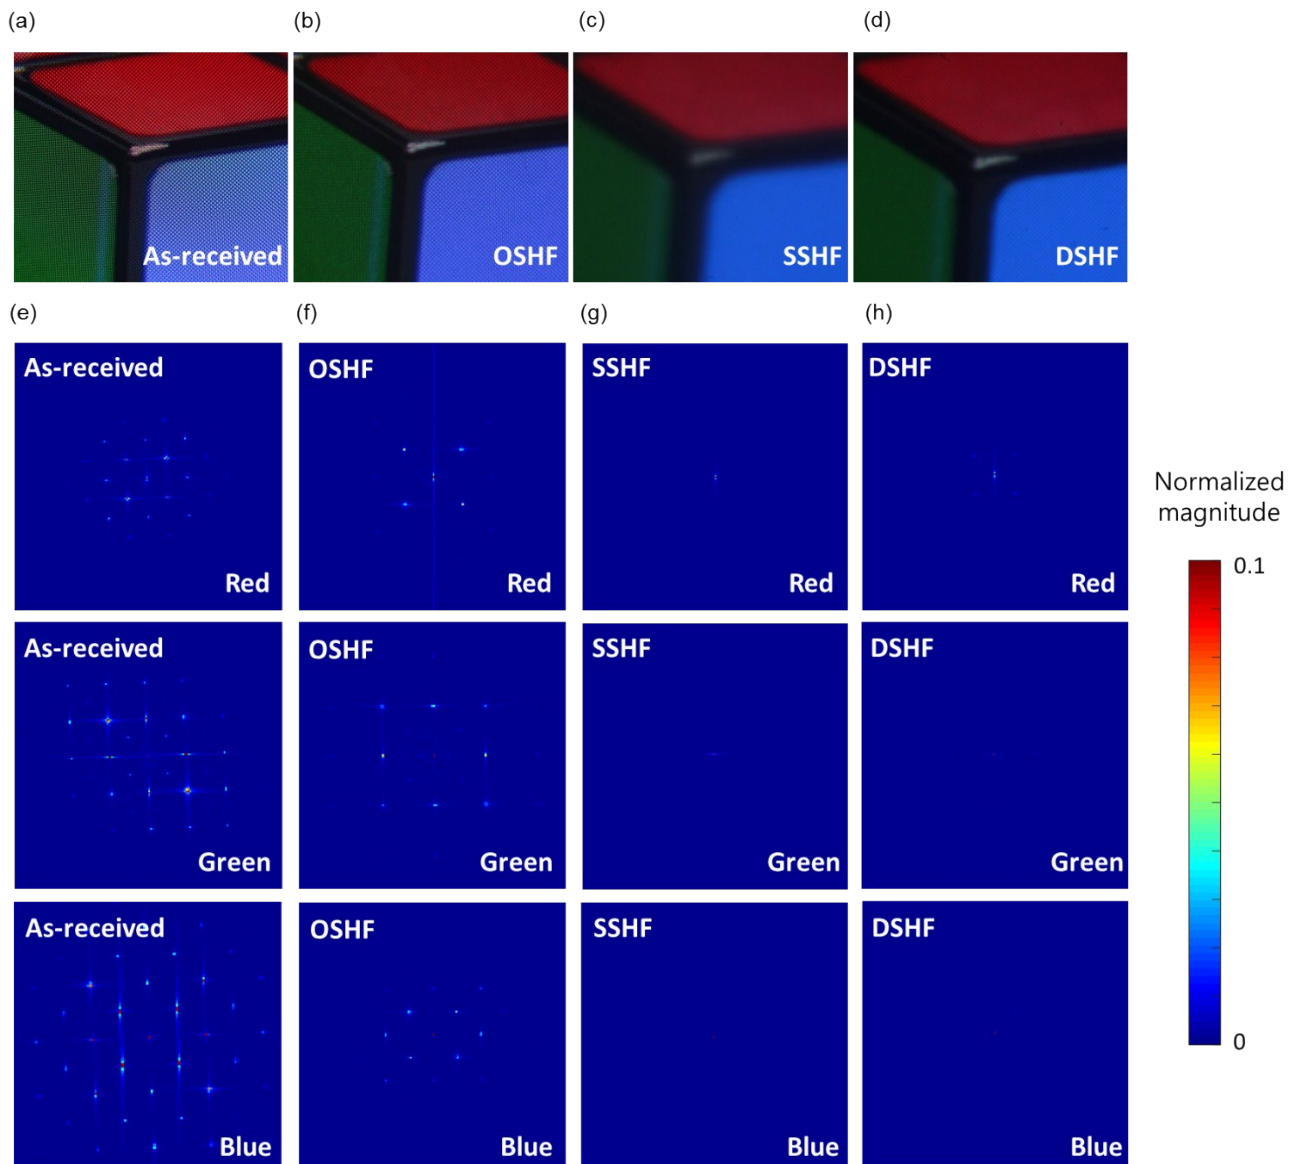 (a)
(b)
(c)
(d)
As-received
OSHF
SSHF
DSHF
(e)
(f)
(g)
(h)
As-received
OSHF
SSHF
DSHF
Red
Red
Red
Red
Normalized
magnitude
0.1
As-received
OSHF
SSHF
DSHF
Green
Green
Green
Green
As-received
OSHF
SSHF
DSHF
0
Blue
Blue
Blue
Blue